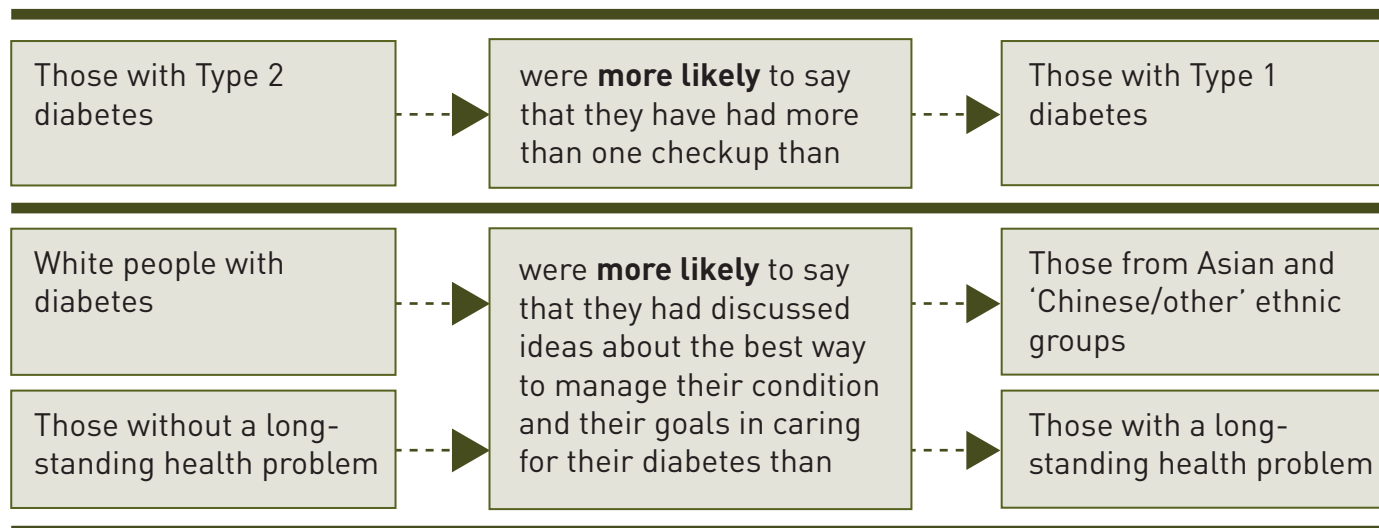 Those with Type 2
diabetes
were more likely to say
that they have had more
than one checkup than
Those with Type 1
diabetes
White people with
diabetes
Those without a long-
standing health problem
were more likely to say
that they had discussed
ideas about the best way
to manage their condition
and their goals in caring
for their diabetes than
Those from Asian and
‘Chinese/other’ ethnic
groups
Those with a long-
standing health problem